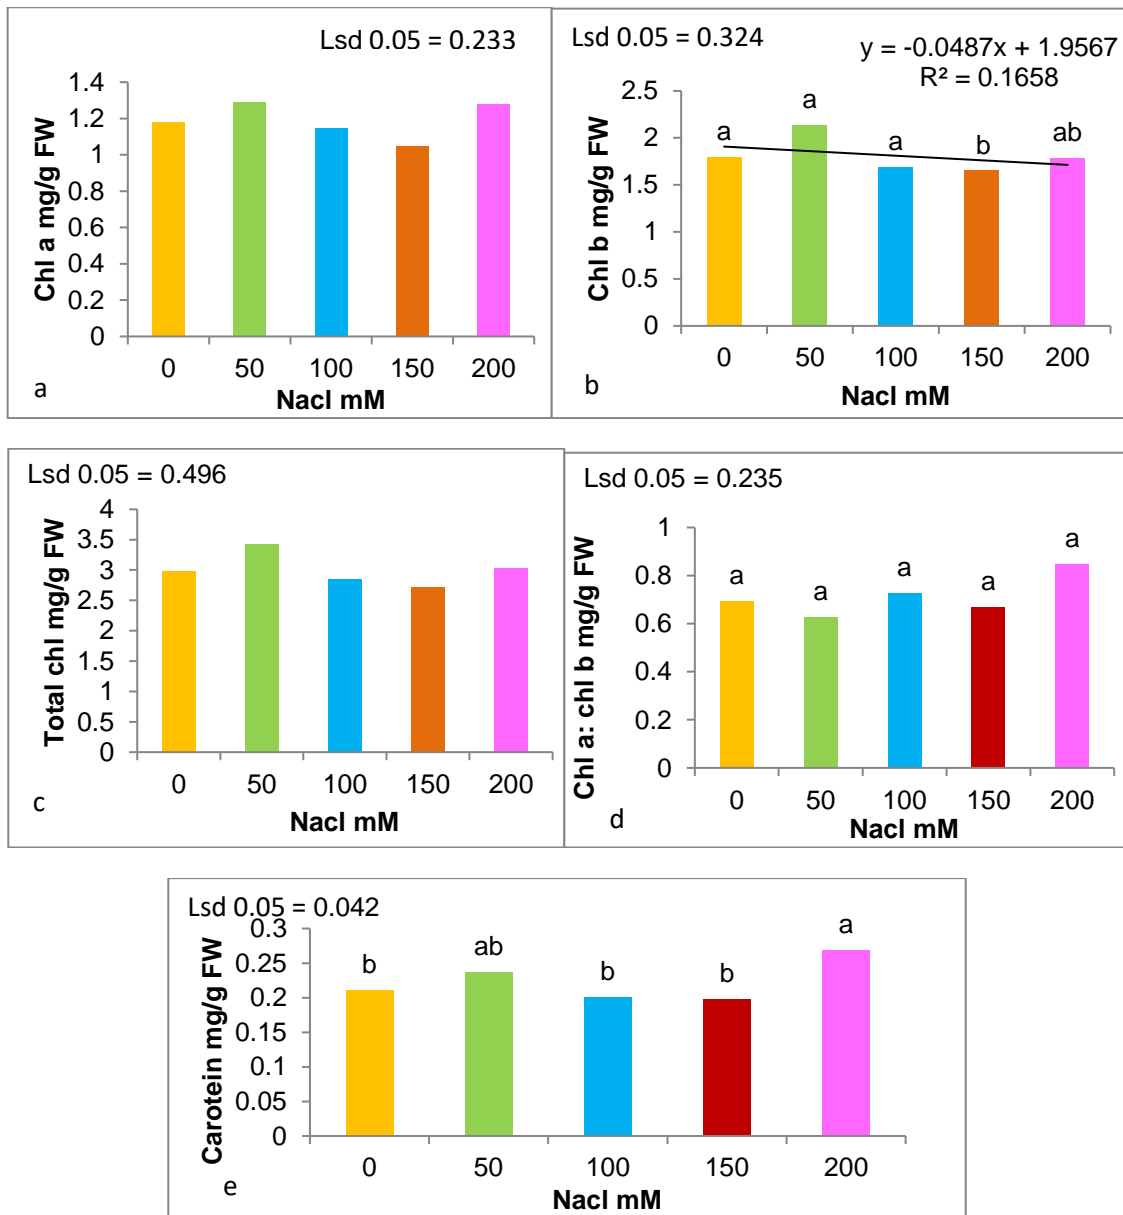 Lsd 0.05 = 0.233
Chl a mg/g FW
1.4
1.2
1
0.8
0.6
0.4
0.2
0
0 50 100 150 200
Nacl mM
a
Lsd 0.05 = 0.324
y = -0.0487x + 1.9567
R² = 0.1658
Chl b mg/g FW
2.5
2
1.5
1
0.5
0
a a a b ab
0 50 100 150 200
Nacl mM
b
Lsd 0.05 = 0.496
Total chl mg/g FW
4
3.5
3
2.5
2
1.5
1
0.5
0
0 50 100 150 200
Nacl mM
c
Lsd 0.05 = 0.235
Chl a: chl b mg/g FW
1
0.8
0.6
0.4
0.2
0
a a a a a
0 50 100 150 200
Nacl mM
d
Lsd 0.05 = 0.042
Carotein mg/g FW
0.3
0.25
0.2
0.15
0.1
0.05
0
b ab b b a
0 50 100 150 200
Nacl mM
e